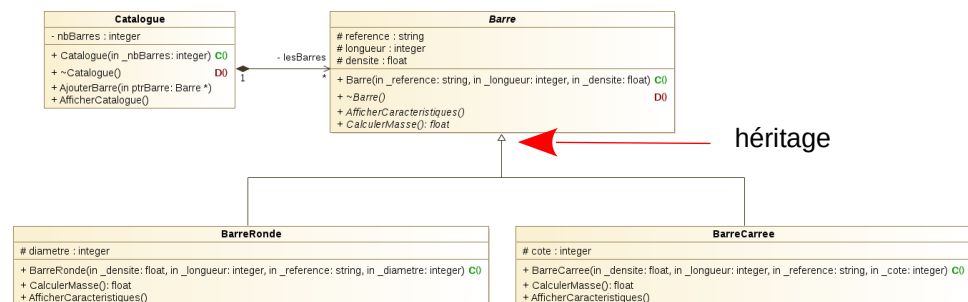 Catalogue
- nbBarres : integer
+ Catalogue(in _nbBarres: integer) C()
+ ~Catalogue() D()
+ AjouterBarre(in ptrBarre: Barre *)
+ AfficherCatalogue()
- lesBarres
1
*
Barre
# reference : string
# longueur : integer
# densite : float
+ Barre(in _reference: string, in _longueur: integer, in _densite: float) C()
+ ~Barre() D()
+ AfficherCaracteristiques()
+ CalculerMasse(): float
héritage
BarreRonde
# diametre : integer
+ BarreRonde(in _densite: float, in _longueur: integer, in _reference: string, in _diametre: integer) C()
+ CalculerMasse(): float
+ AfficherCaracteristiques()
BarreCarree
# cote : integer
+ BarreCarree(in _densite: float, in _longueur: integer, in _reference: string, in _cote: integer) C()
+ CalculerMasse(): float
+ AfficherCaracteristiques()